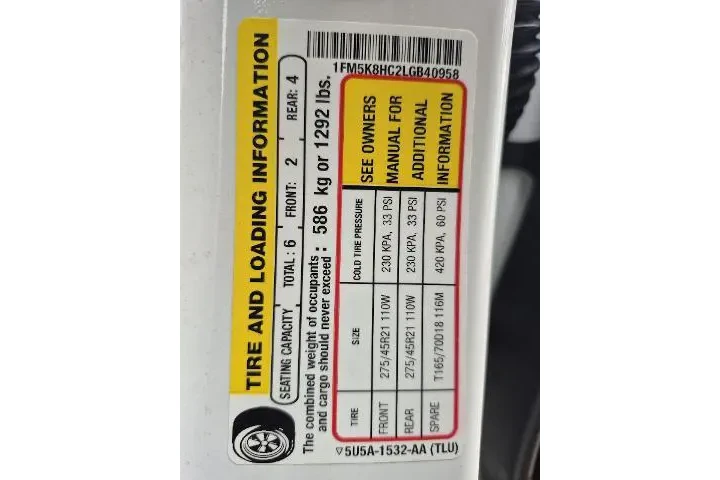 TIRE AND LOADING INFORMATION
SEATING CAPACITY TOTAL: 6 FRONT: 2 REAR: 4
The combined weight of occupants
and cargo should never exceed: 586 kg or 1292 lbs.
TIRE SIZE COLD TIRE PRESSURE
FRONT 275/45R21 110W 230 KPA, 33 PSI
REAR 275/45R21 110W 230 KPA, 33 PSI
SPARE T165/70D18 116M 420 KPA, 60 PSI
SEE OWNERS
MANUAL FOR
ADDITIONAL
INFORMATION
▽5U5A-1532-AA (TLU)
1FM5K8HC2LGB40958